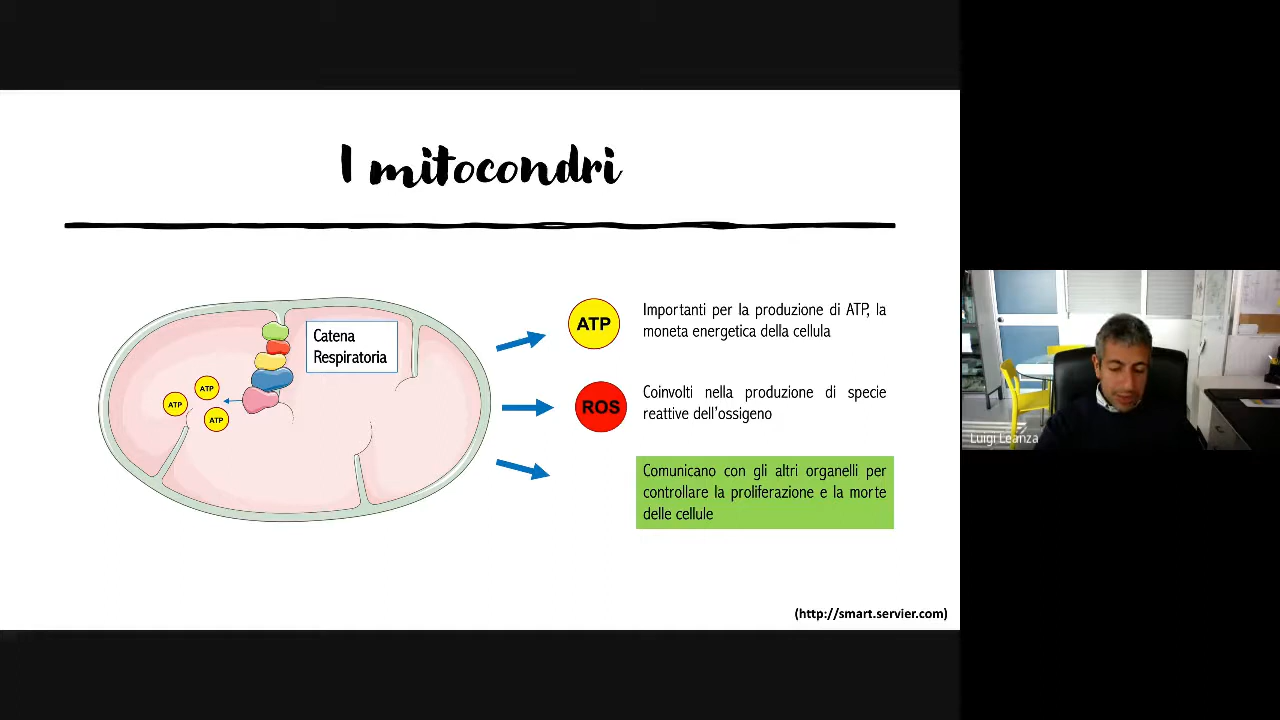 I mitocondri
Catena
Respiratoria
ATP
ATP
ATP
ATP
Importanti per la produzione di ATP, la
moneta energetica della cellula
ROS
Coinvolti nella produzione di specie
reattive dell'ossigeno
Comunicano con gli altri organelli per
controllare la proliferazione e la morte
delle cellule
(http://smart.servier.com)
Luigi Leanza